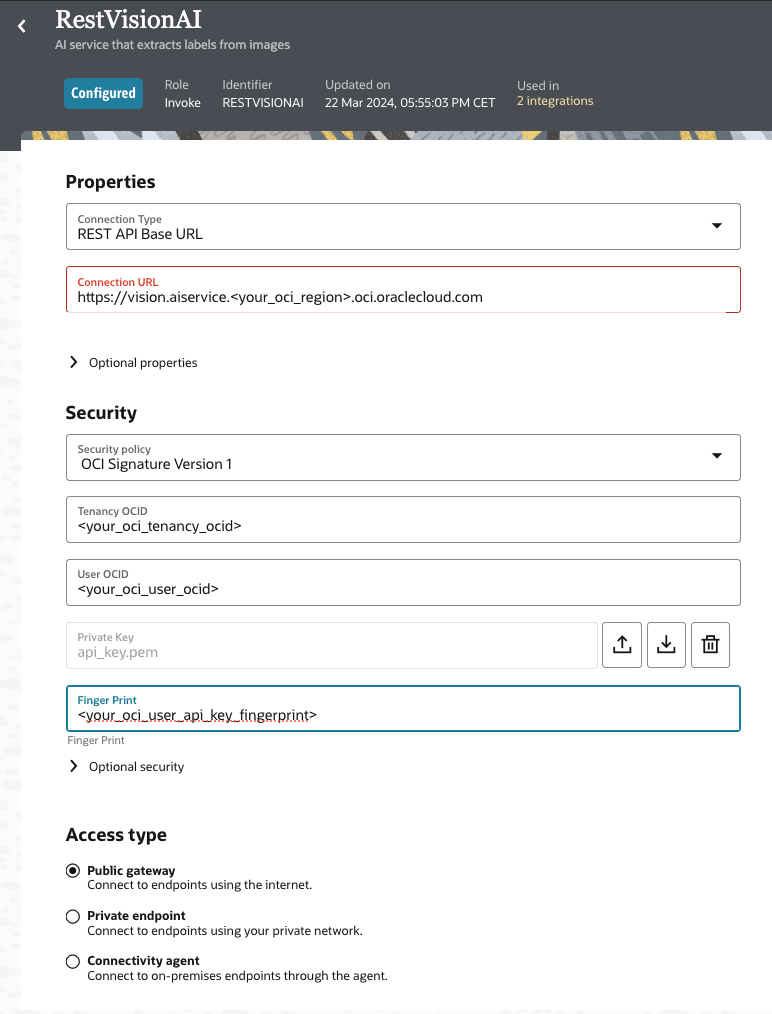 RestVisionAI
AI service that extracts labels from images
Configured
Role
Invoke
Identifier
RESTVISIONAI
Updated on
22 Mar 2024, 05:55:03 PM CET
Used in
2 integrations
Properties
Connection Type
REST API Base URL
Connection URL
https://vision.aiservice.<your_oci_region>.oci.oraclecloud.com
Optional properties
Security
Security policy
OCI Signature Version 1
Tenancy OCID
<your_oci_tenancy_ocid>
User OCID
<your_oci_user_ocid>
Private Key
api_key.pem
Finger Print
<your_oci_user_api_key_fingerprint>
Finger Print
Optional security
Access type
Public gateway
Connect to endpoints using the internet.
Private endpoint
Connect to endpoints using your private network.
Connectivity agent
Connect to on-premises endpoints through the agent.